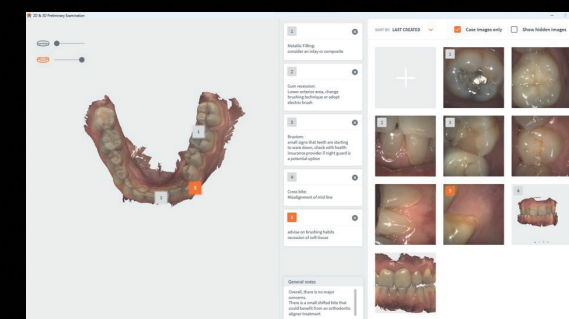 2D & 3D Preliminary Examination
1
Metallic Filling:
consider an inlay or composite
2
Gum recession:
Lower anterior area, change
brushing technique or adopt
electric brush
3
Bruxism:
small signs that teeth are starting
to worn down, check with health
insurance provider if night guard is
a potential option
4
Cross bite:
Misalignment of mid line
5
advise on brushing habits
recession of soft tissue
General notes
Overall, there is no major
concerns.
There is a small shifted bite that
could benefit from an orthodontic
aligner treatment
SORT BY LAST CREATED
Case images only
Show hidden images
1
2
3
5
4